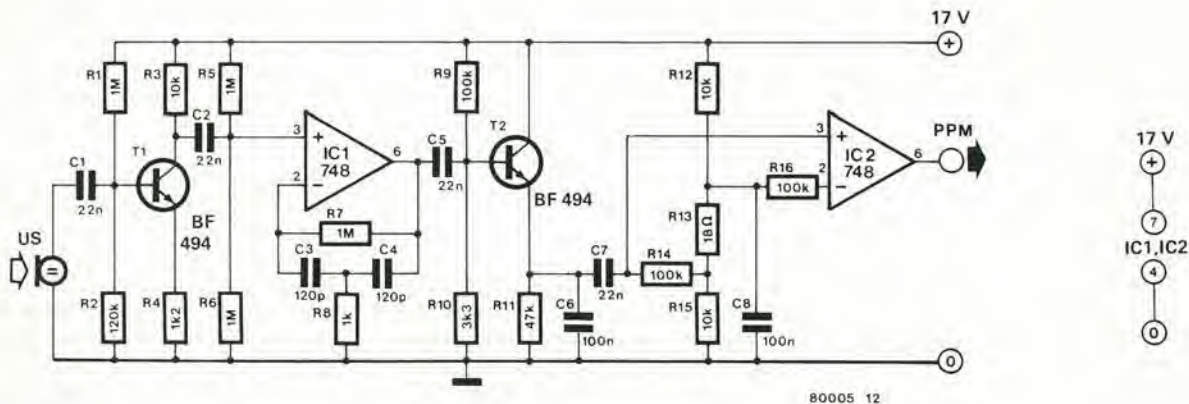 17 V
+
R1
1M
R3
10k
R5
1M
C2
22n
R9
100k
R12
10k
17 V
+
C1
22n
T1
BF
494
3
+
IC1
748
2
−
6
C5
22n
T2
BF 494
3
+
IC2
748
2
−
6
PPM
R16
100k
7
IC1,IC2
4
0
US
=
R7
1M
C3
120p
C4
120p
R13
18Ω
C7
22n
R14
100k
R2
120k
R4
1k2
R6
1M
R8
1k
R10
3k3
R11
47k
C6
100n
R15
10k
C8
100n
0
80005 12